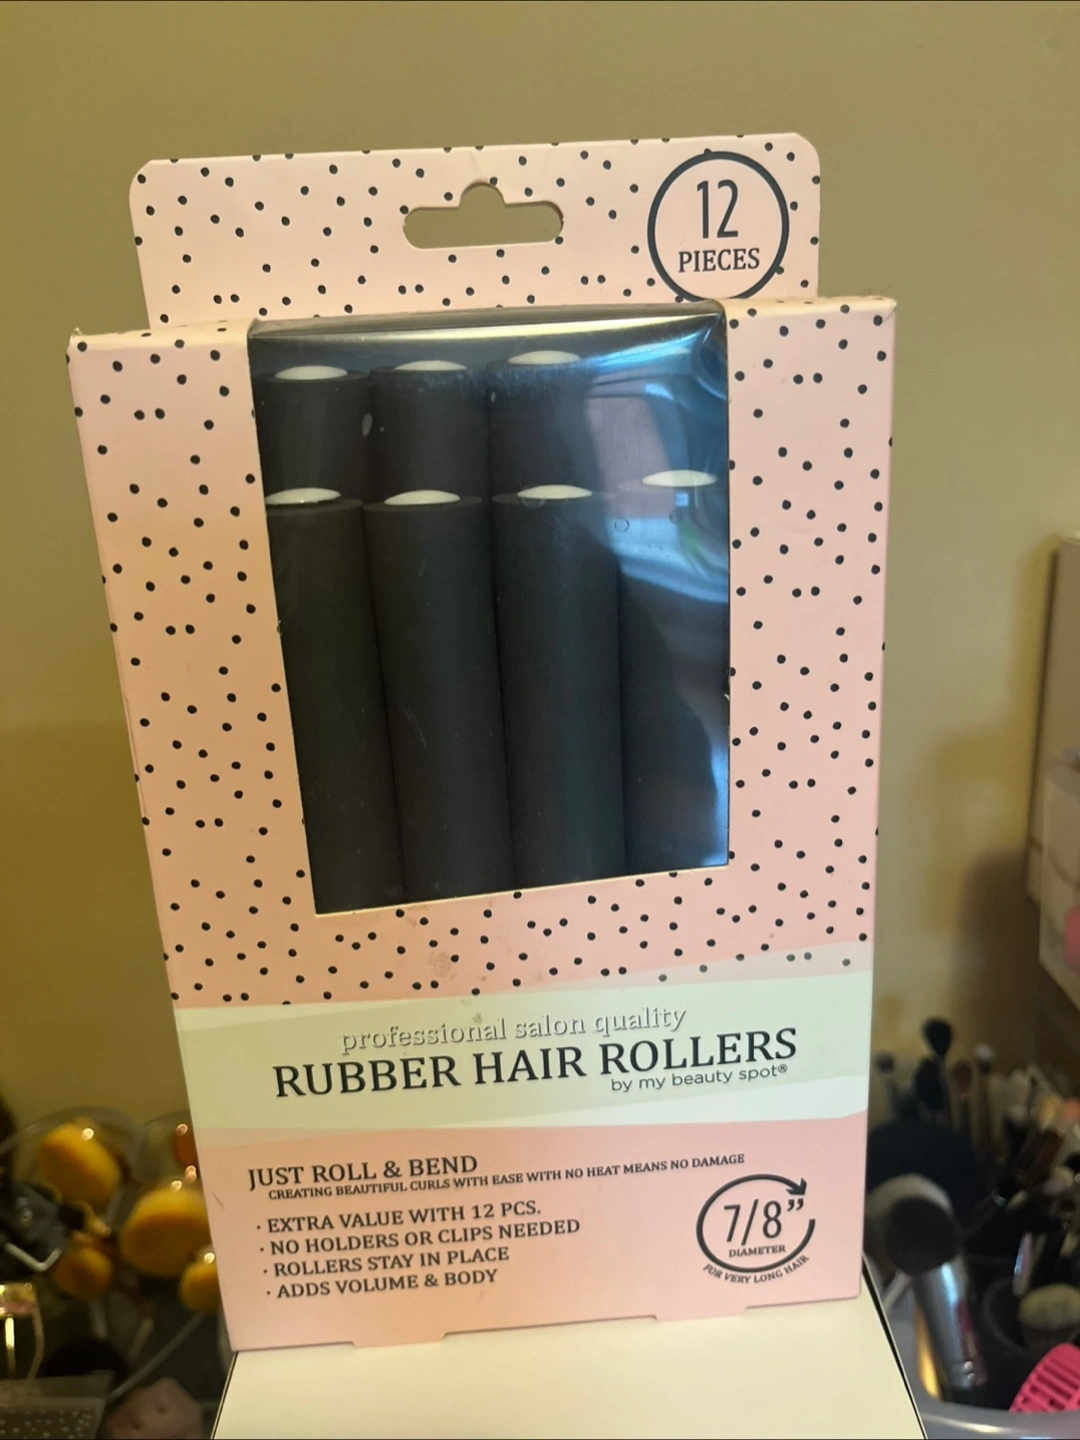 12
PIECES
professional salon quality
RUBBER HAIR ROLLERS
by my beauty spot®
JUST ROLL & BEND
CREATING BEAUTIFUL CURLS WITH EASE WITH NO HEAT MEANS NO DAMAGE
· EXTRA VALUE WITH 12 PCS.
· NO HOLDERS OR CLIPS NEEDED
· ROLLERS STAY IN PLACE
· ADDS VOLUME & BODY
7/8”
DIAMETER
FOR VERY LONG HAIR